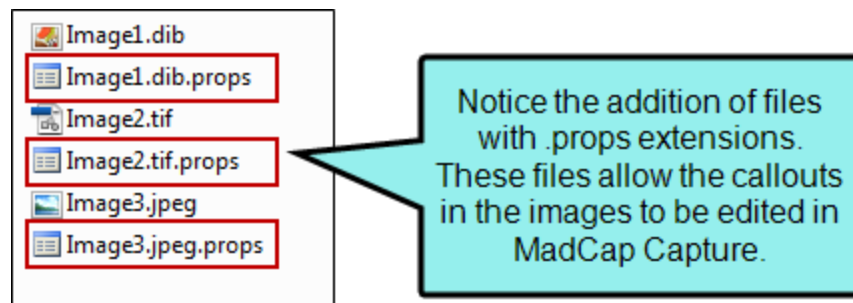 Image1.dib
Image1.dib.props
Image2.tif
Image2.tif.props
Image3.jpeg
Image3.jpeg.props
Notice the addition of files
with .props extensions.
These files allow the callouts
in the images to be edited in
MadCap Capture.